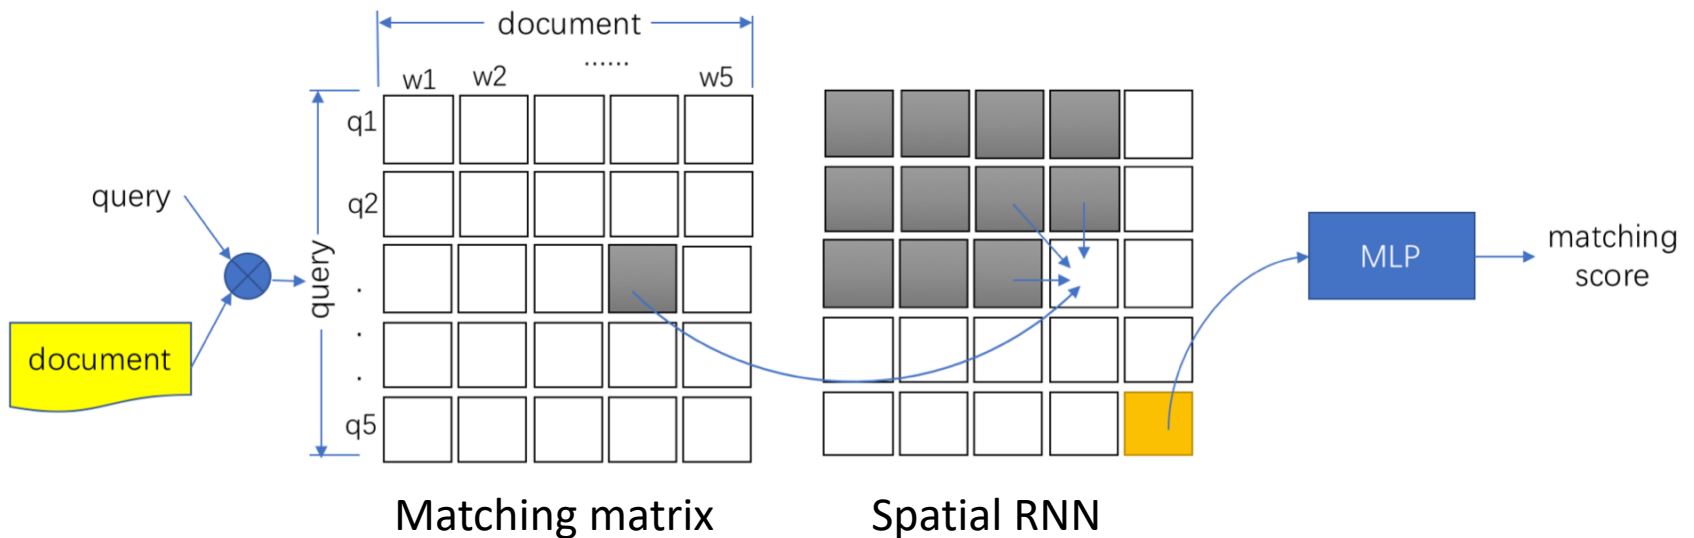 document
......
w1 w2 w5
q1
query
q2
query
.
document
.
.
q5
MLP
matching
score
Matching matrix
Spatial RNN